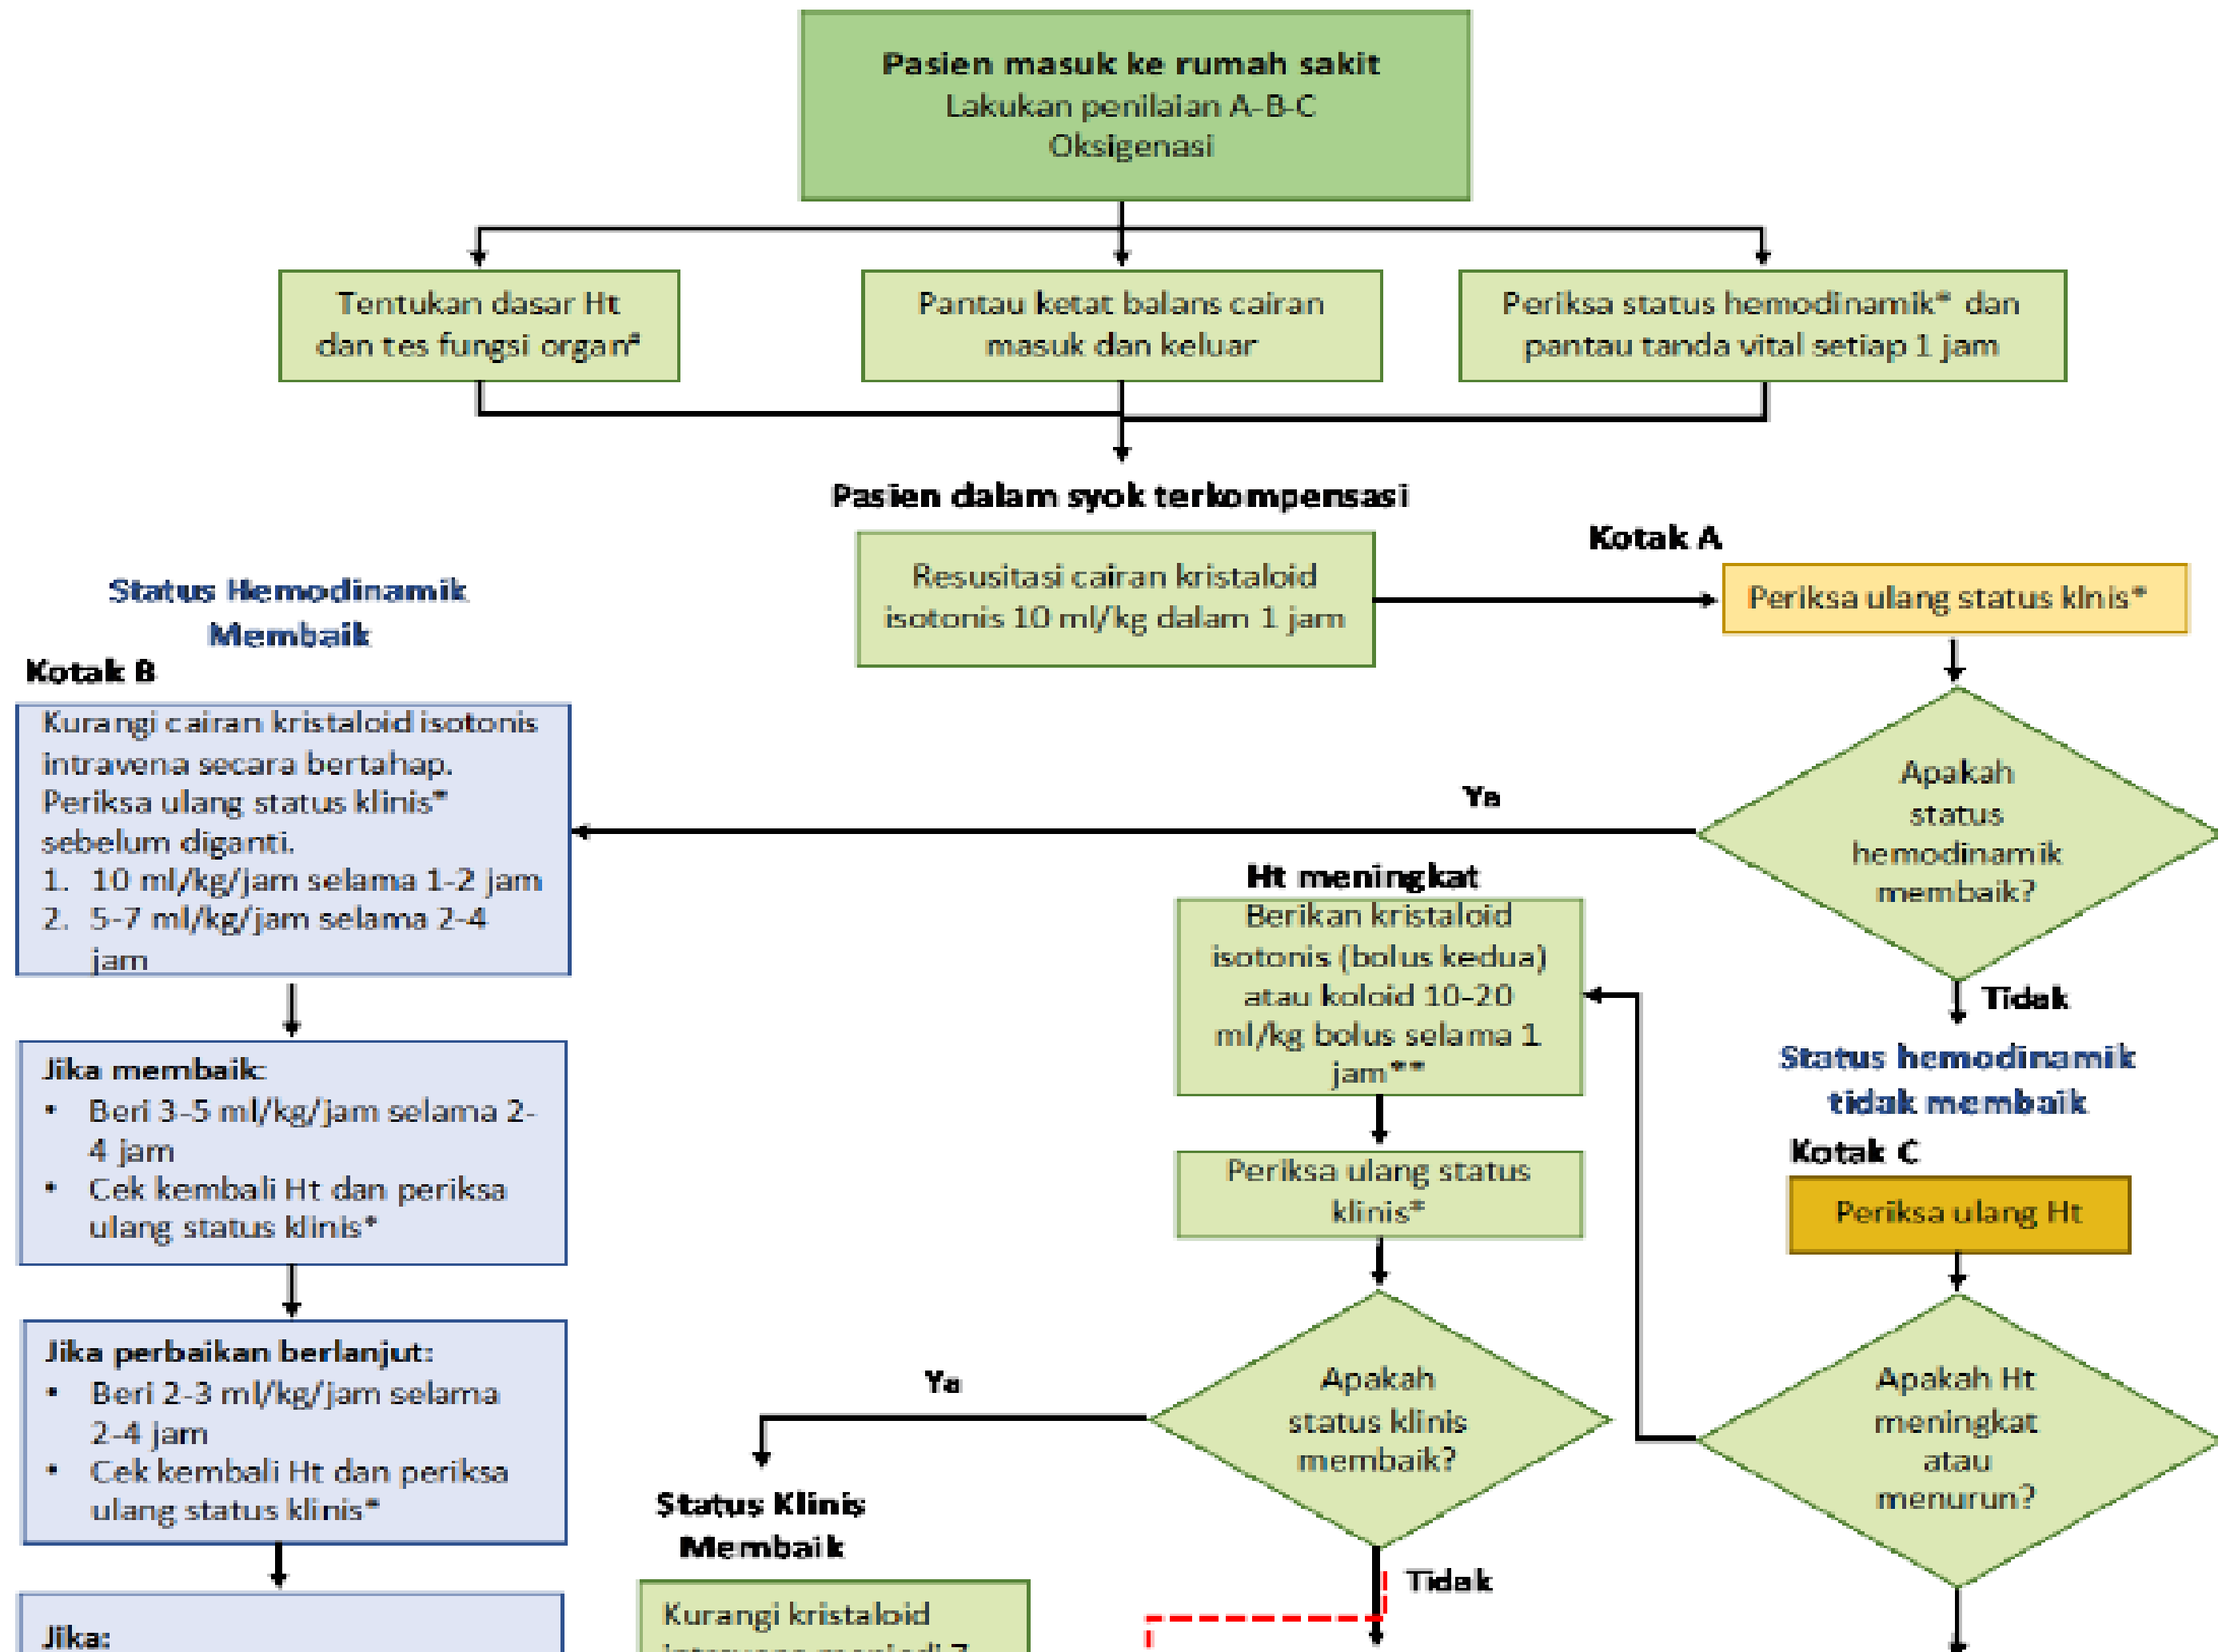 Pasien masuk ke rumah sakit
Lakukan penilaian A-B-C
Oksigenasi
Tentukan dasar Ht
dan tes fungsi organ#
Pantau ketat balans cairan
masuk dan keluar
Periksa status hemodinamik* dan
pantau tanda vital setiap 1 jam
Pasien dalam syok terkompensasi
Resusitasi cairan kristaloid
isotonis 10 ml/kg dalam 1 jam
Kotak A
Periksa ulang status klnis*
Apakah
status
hemodinamik
membaik?
Ya
Tidak
Status Hemodinamik
Membaik
Kotak B
Kurangi cairan kristaloid isotonis
intravena secara bertahap.
Periksa ulang status klinis*
sebelum diganti.
1. 10 ml/kg/jam selama 1-2 jam
2. 5-7 ml/kg/jam selama 2-4
jam
Jika membaik:
• Beri 3-5 ml/kg/jam selama 2-
4 jam
• Cek kembali Ht dan periksa
ulang status klinis*
Jika perbaikan berlanjut:
• Beri 2-3 ml/kg/jam selama
2-4 jam
• Cek kembali Ht dan periksa
ulang status klinis*
Jika:
Status hemodinamik
tidak membaik
Kotak C
Periksa ulang Ht
Apakah Ht
meningkat
atau
menurun?
Ht meningkat
Berikan kristaloid
isotonis (bolus kedua)
atau koloid 10-20
ml/kg bolus selama 1
jam**
Periksa ulang status
klinis*
Apakah
status klinis
membaik?
Ya
Tidak
Status Klinis
Membaik
Kurangi kristaloid